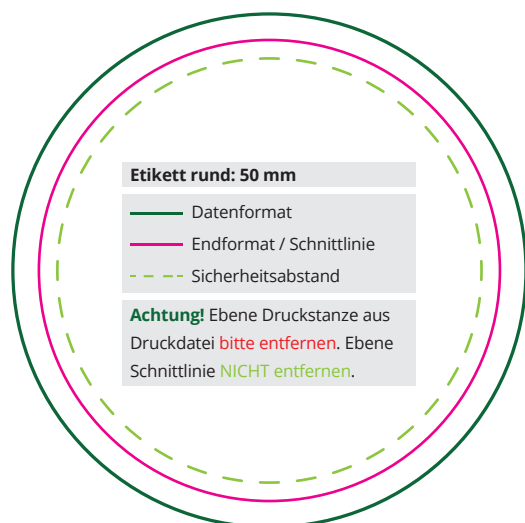 Etikett rund: 50 mm
Datenformat
Endformat / Schnittlinie
Sicherheitsabstand
Achtung! Ebene Druckstanze aus
Druckdatei bitte entfernen. Ebene
Schnittlinie NICHT entfernen.